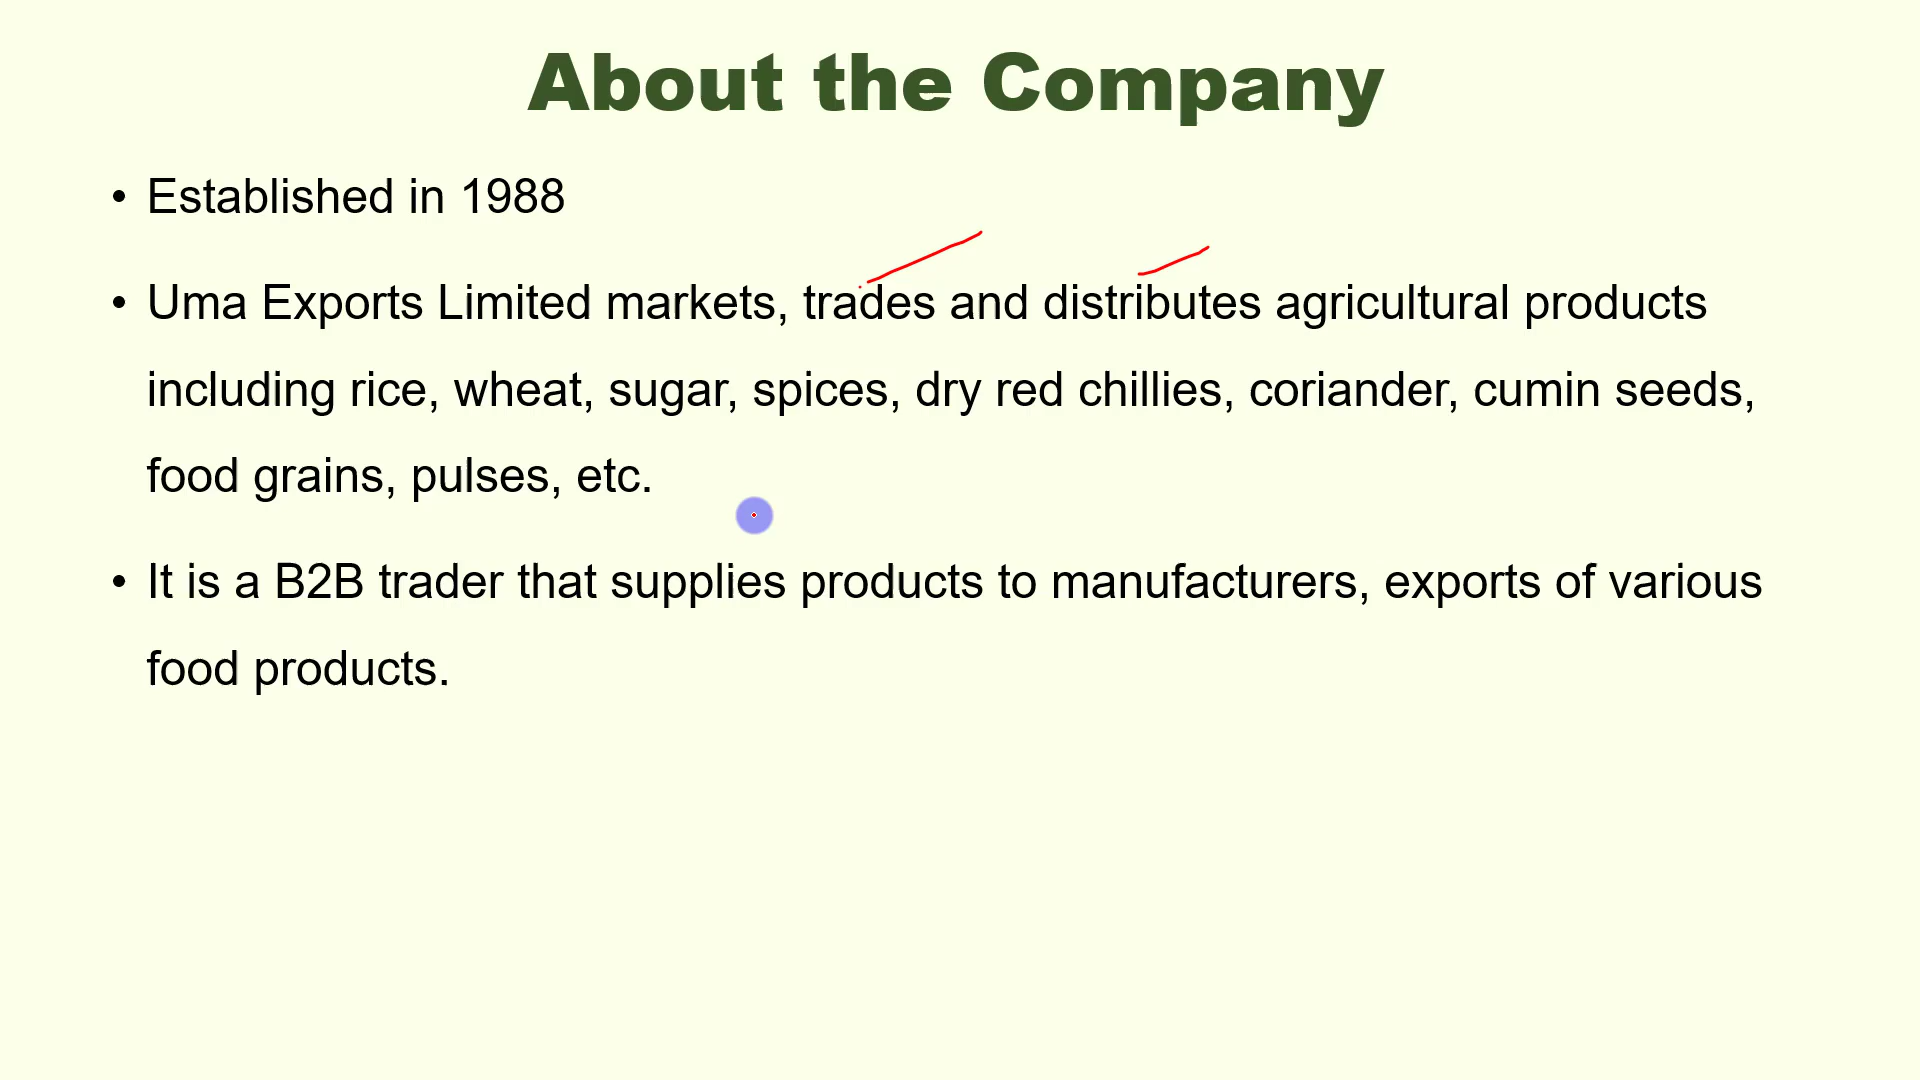 About the Company
• Established in 1988
• Uma Exports Limited markets, trades and distributes agricultural products
including rice, wheat, sugar, spices, dry red chillies, coriander, cumin seeds,
food grains, pulses, etc.
• It is a B2B trader that supplies products to manufacturers, exports of various
food products.